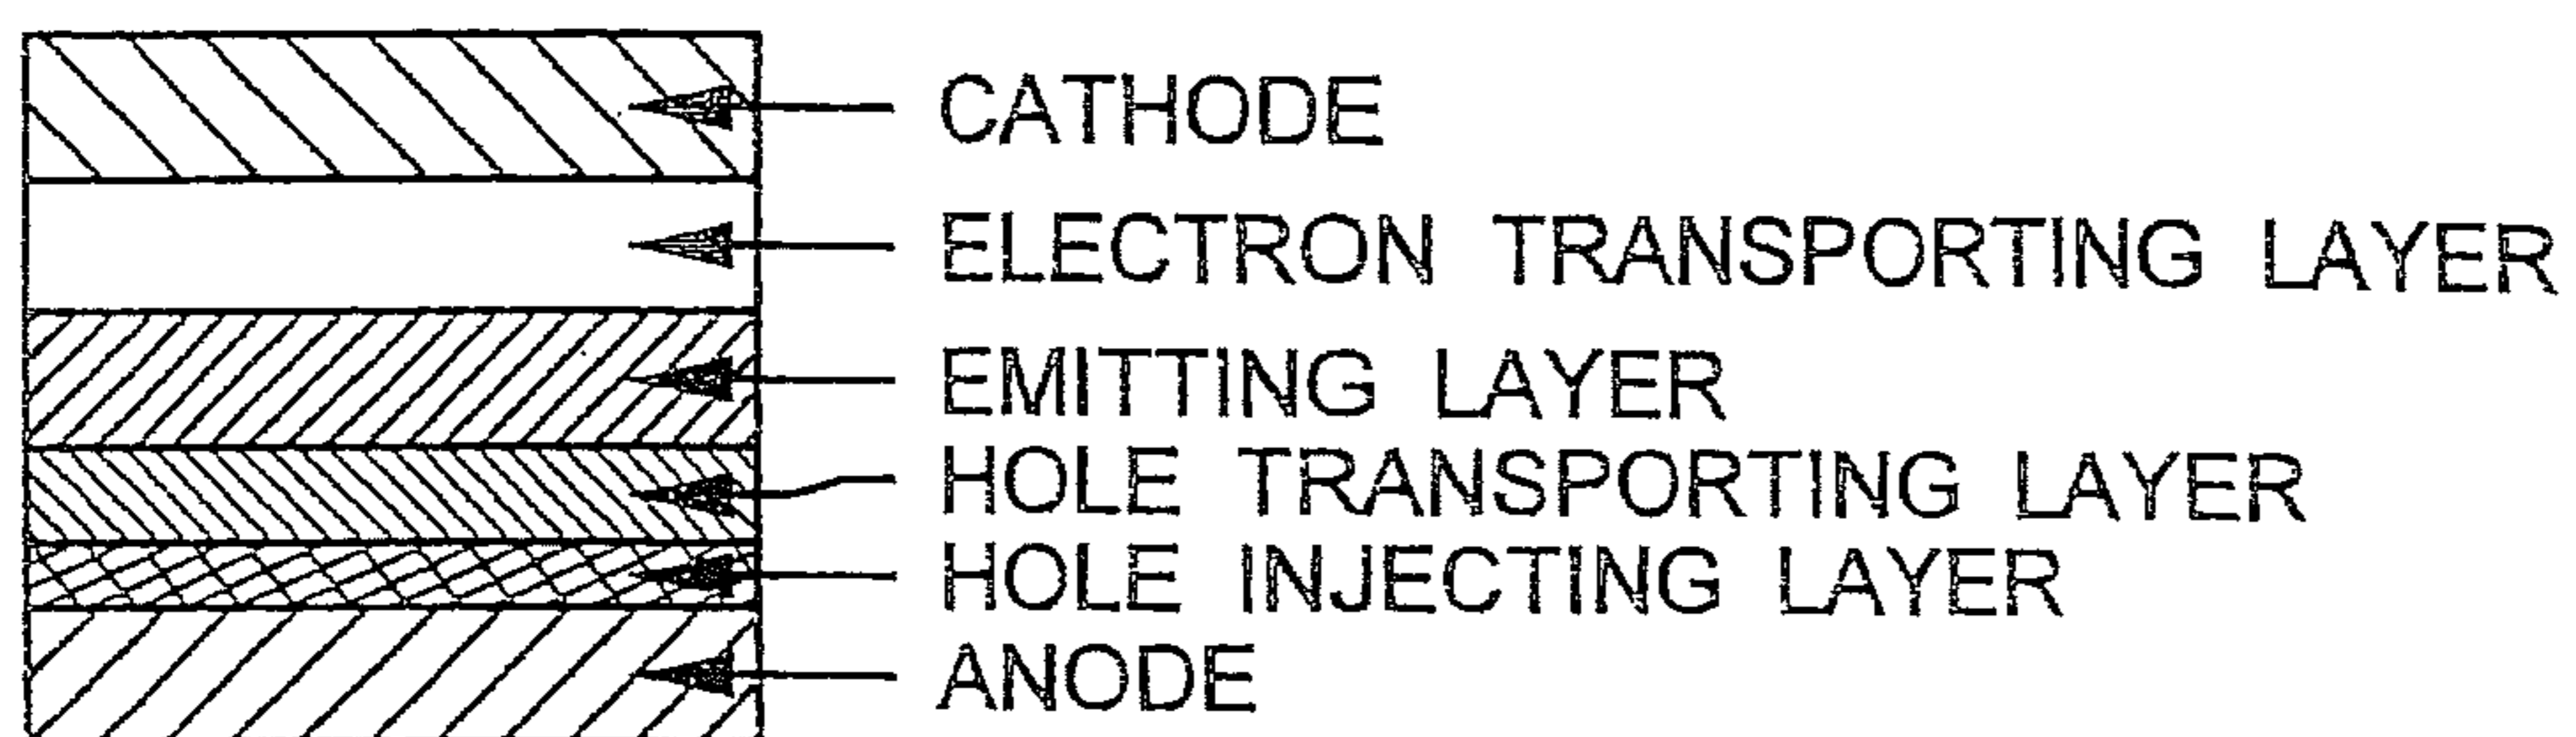 CATHODE
ELECTRON TRANSPORTING LAYER
EMITTING LAYER
HOLE TRANSPORTING LAYER
HOLE INJECTING LAYER
ANODE